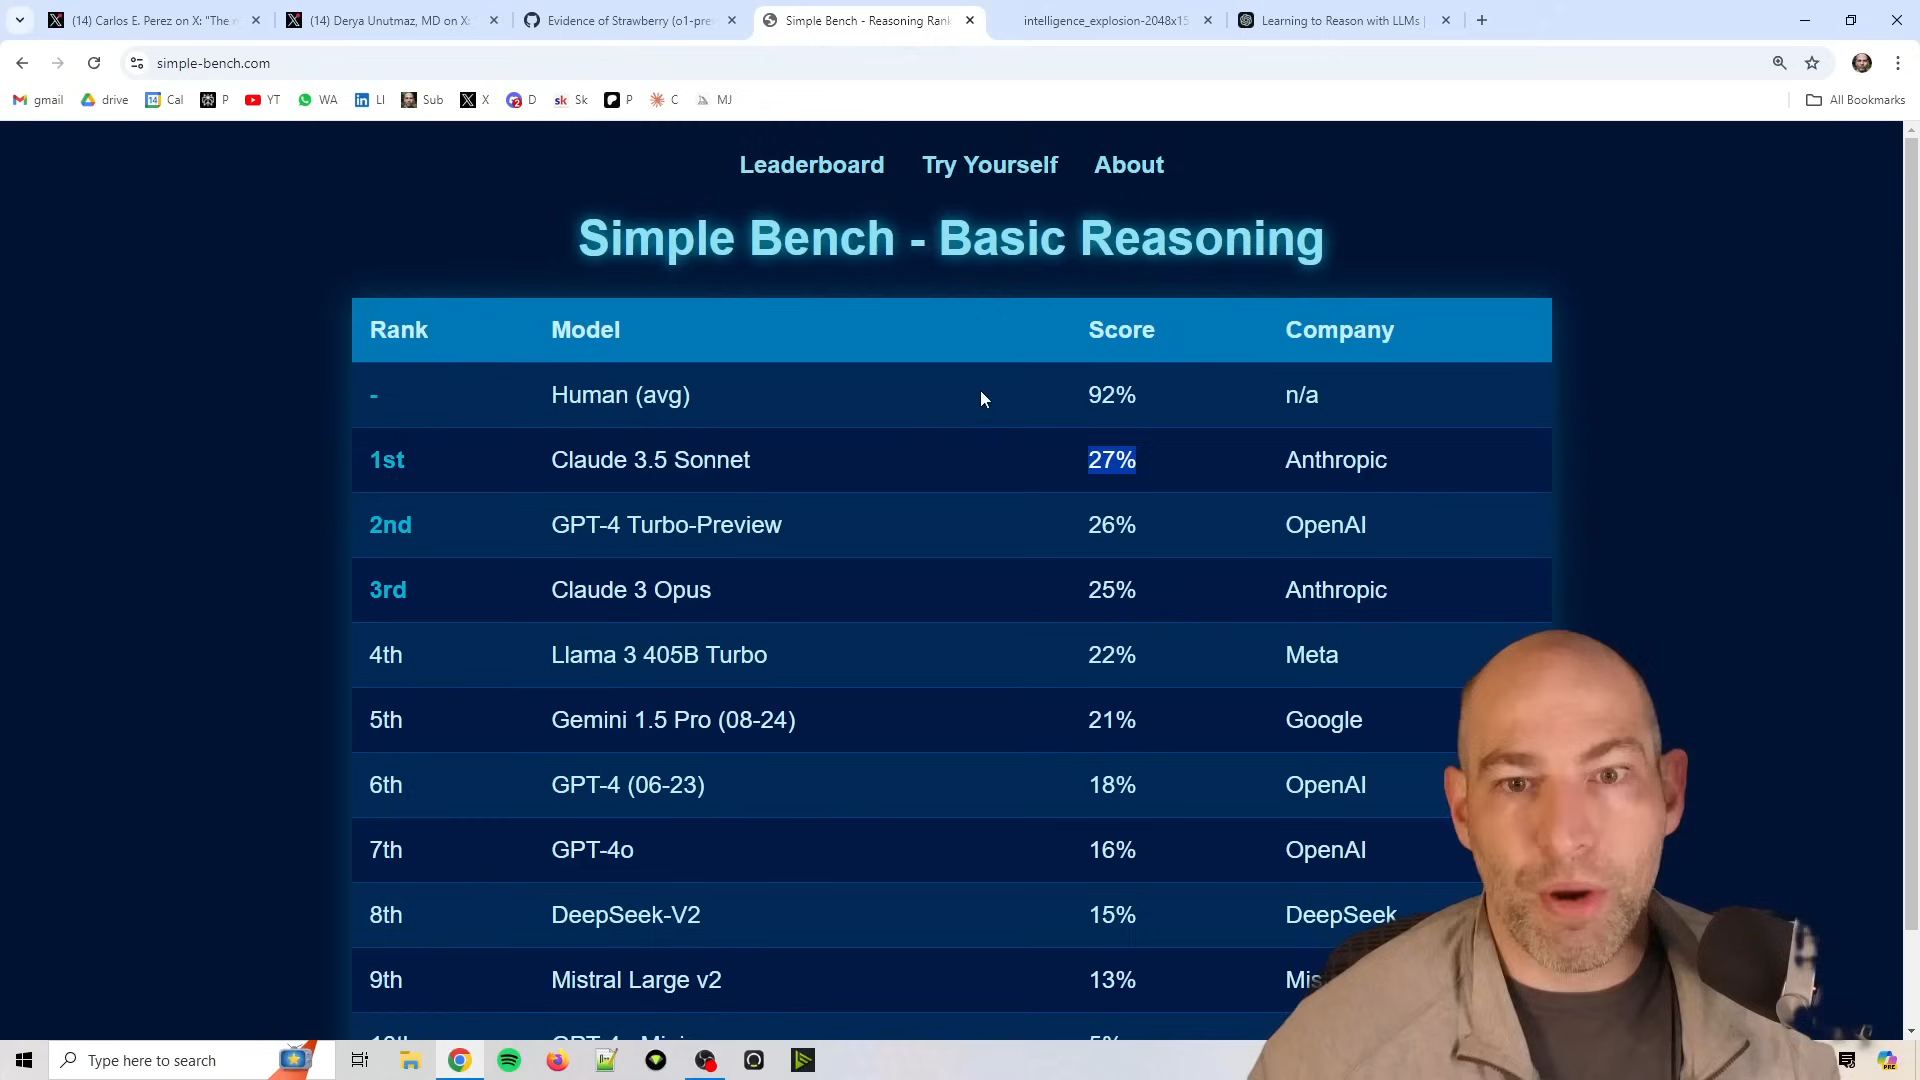 (14) Carlos E. Perez on X: "The n
(14) Derya Unutmaz, MD on X:
Evidence of Strawberry (o1-prev
Simple Bench - Reasoning Rank
intelligence_explosion-2048x15
Learning to Reason with LLMs |
simple-bench.com
gmail drive Cal P YT WA LI Sub X D Sk P C MJ
All Bookmarks
Leaderboard Try Yourself About
Simple Bench - Basic Reasoning
Rank Model Score Company
- Human (avg) 92% n/a
1st Claude 3.5 Sonnet 27% Anthropic
2nd GPT-4 Turbo-Preview 26% OpenAI
3rd Claude 3 Opus 25% Anthropic
4th Llama 3 405B Turbo 22% Meta
5th Gemini 1.5 Pro (08-24) 21% Google
6th GPT-4 (06-23) 18% OpenAI
7th GPT-4o 16% OpenAI
8th DeepSeek-V2 15% DeepSeek
9th Mistral Large v2 13% Mis
Type here to search